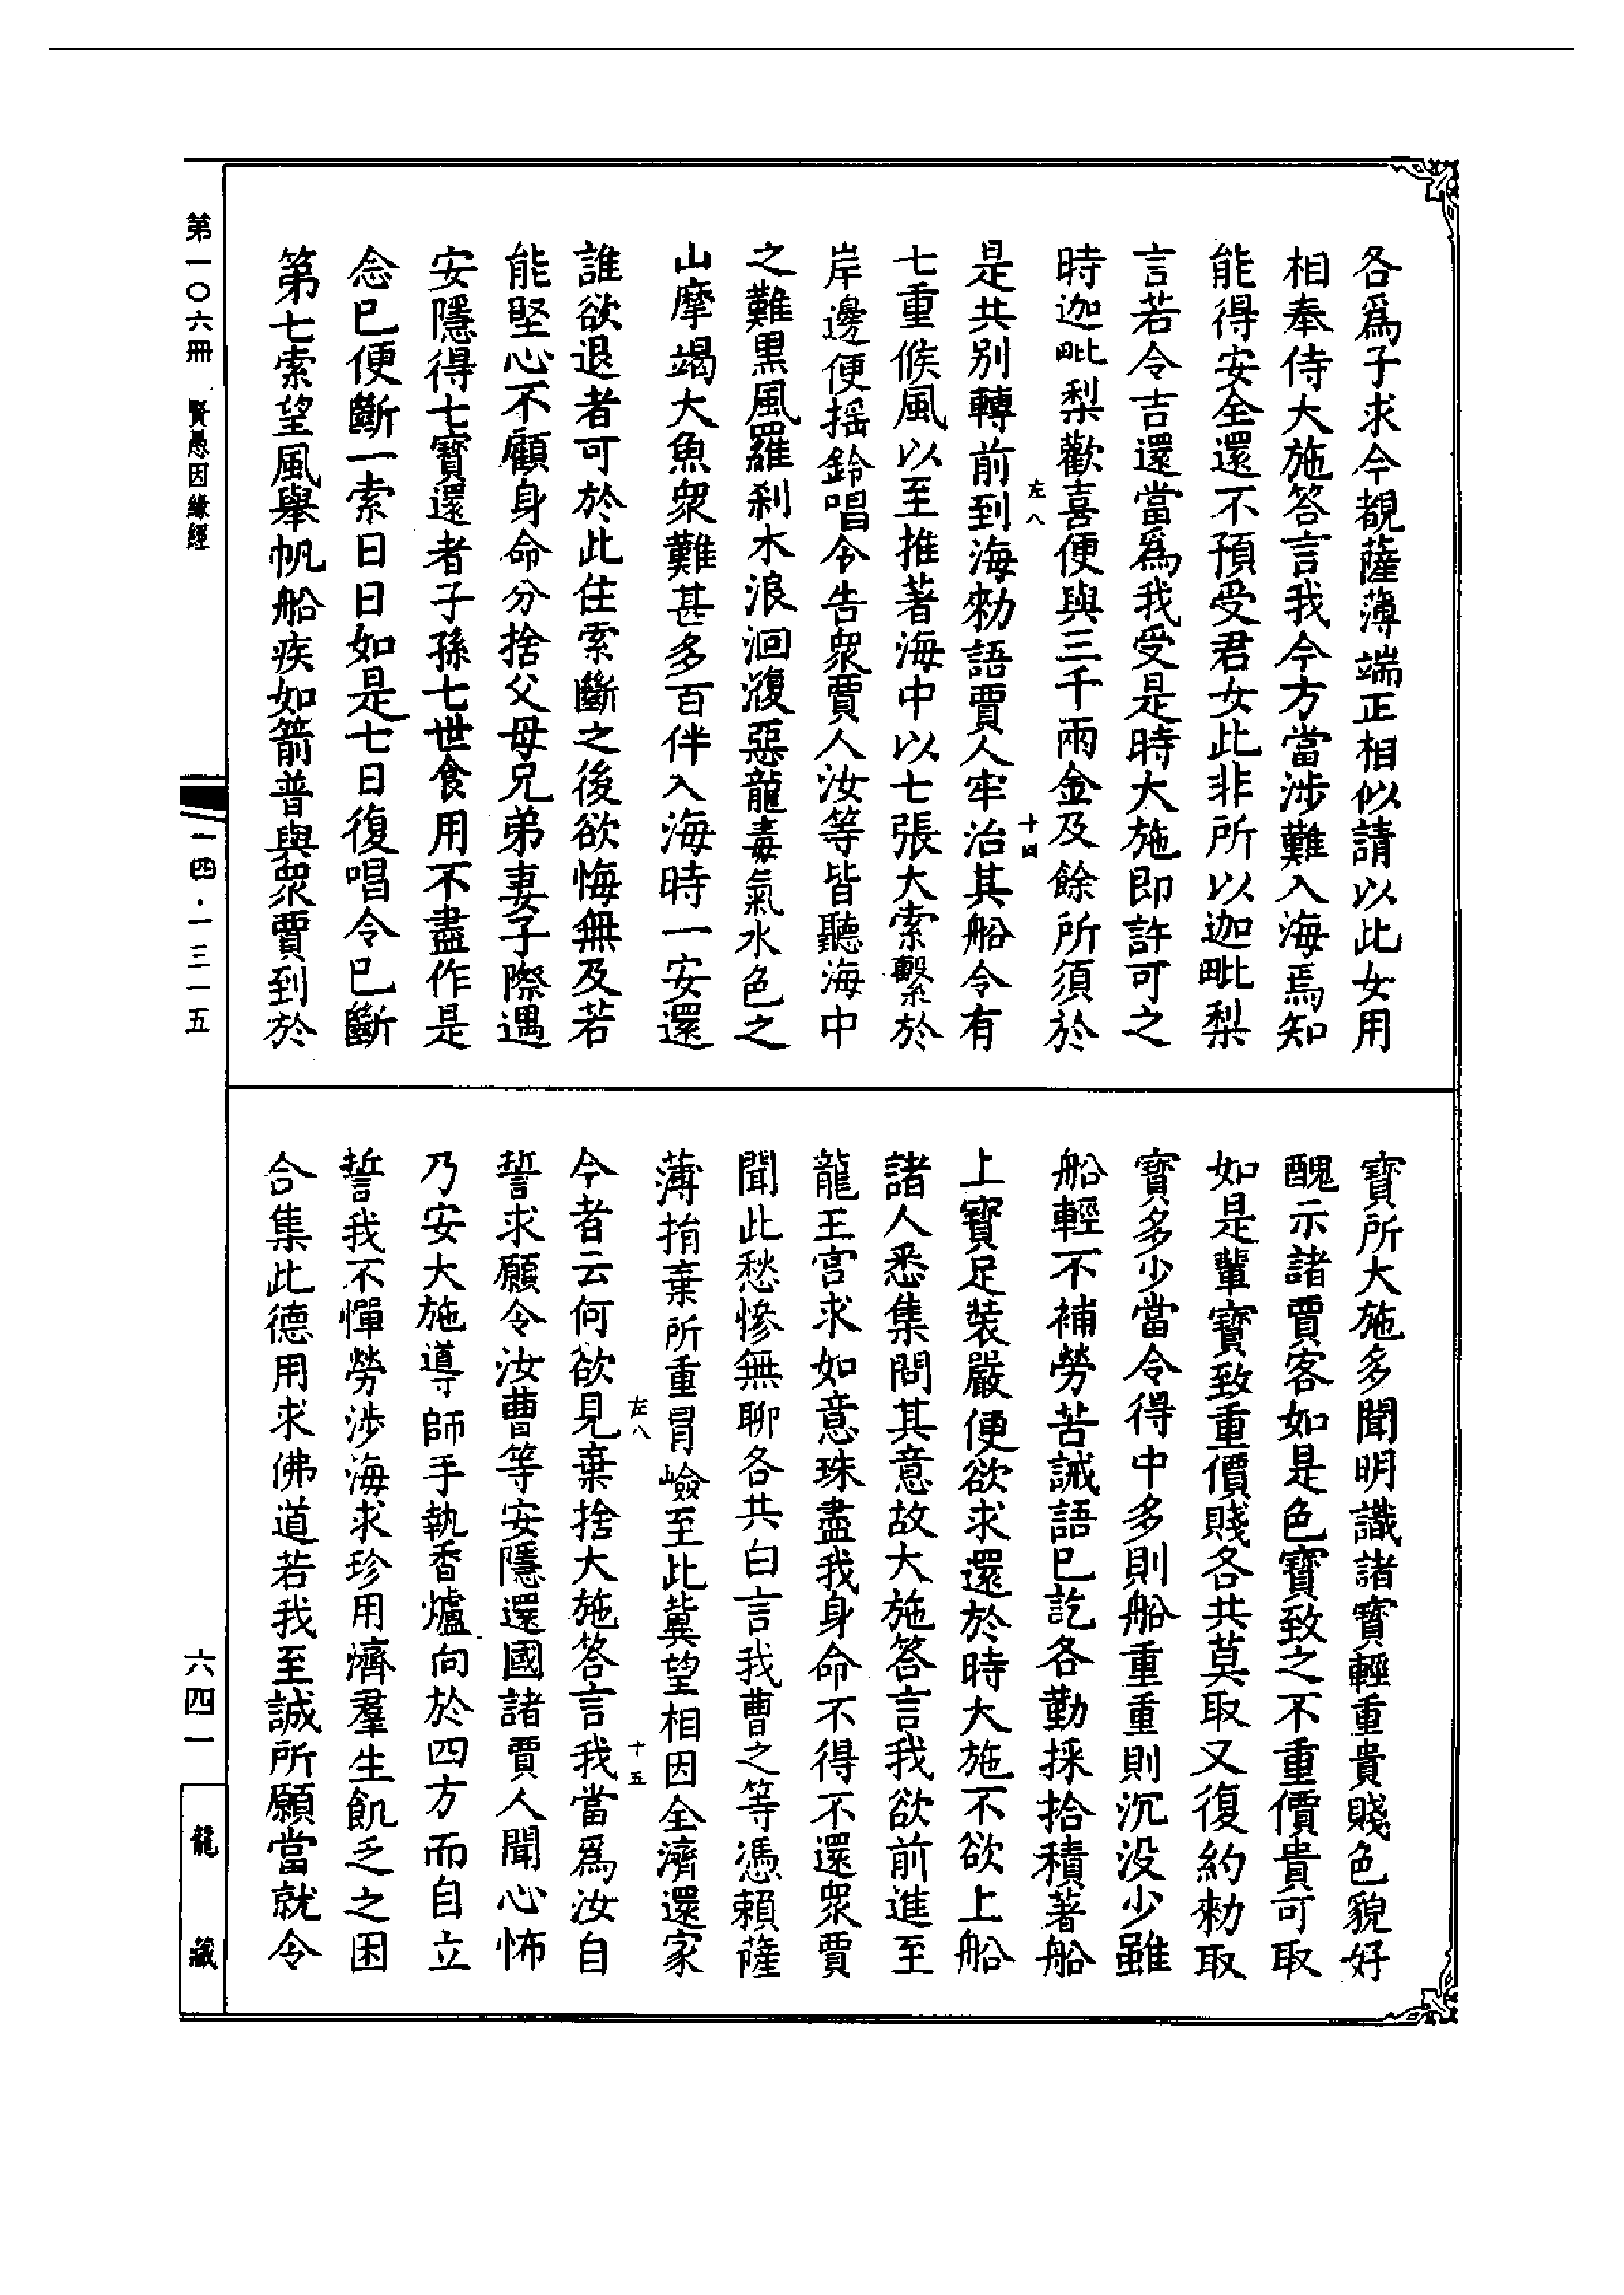 各爲子求今覩薩薄端正相似請以此女用
相奉侍大施答言我今方當涉難入海焉知
能得安全還不預受君女此非所以迦毗梨
言若令吉還當爲我受是時大施即許可之
時迦毗梨歡喜便與三千兩金及餘所須於
左八
十四
是共別轉前到海勑語賈人牢治其船令有
七重候風以至推著海中以七張大索繫於
岸邊便搖鈴唱令告衆賈人汝等皆聽海中
之難黑風羅刹水浪洄澓惡龍毒氣水色之
山摩竭大魚衆難甚多百伴入海時一安還
誰欲退者可於此住索斷之後欲悔無及若
能堅心不顧身命分捨父母兄弟妻子際遇
安隱得七寶還者子孫七世食用不盡作是
念已便斷一索日日如是七日復唱令已斷
第七索望風舉帆船疾如箭普與衆賈到於
寶所大施多聞明識諸寶輕重貴賤色貌好
醜示諸賈客如是色寶致之不重價貴可取
如是輩寶致重價賤各共莫取又復約勑取
寶多少當令得中多則船重重則沉没少雖
船輕不補勞苦誡語已訖各勤採拾積著船
上寶足裝嚴便欲求還於時大施不欲上船
諸人悉集問其意故大施答言我欲前進至
龍王宫求如意珠盡我身命不得不還衆賈
聞此愁慘無聊各共白言我曹之等憑賴薩
薄捐棄所重冒嶮至此冀望相因全濟還家
左八
十五
今者云何欲見棄捨大施答言我當爲汝自
誓求願令汝曹等安隱還國諸賈人聞心怖
乃安大施導師手執香爐向於四方而自立
誓我不憚勞涉海求珍用濟羣生飢乏之困
合集此德用求佛道若我至誠所願當就令
第一〇六冊 賢愚因緣經
一四·一三一五
六四一
龍藏